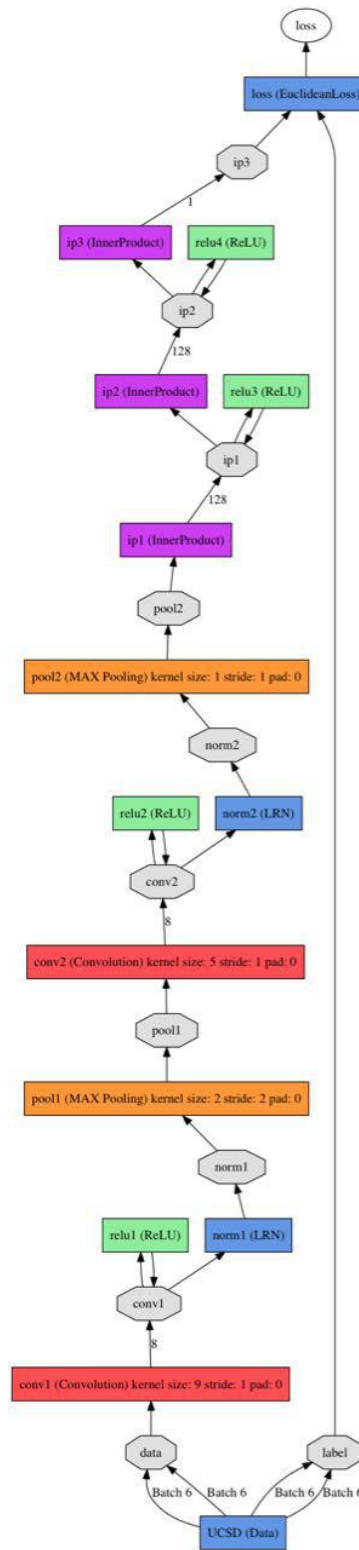 loss
loss (EuclideanLoss)
ip3
1
ip3 (InnerProduct)
relu4 (ReLU)
ip2
128
ip2 (InnerProduct)
relu3 (ReLU)
ip1
128
ip1 (InnerProduct)
pool2
pool2 (MAX Pooling) kernel size: 1 stride: 1 pad: 0
norm2
relu2 (ReLU)
norm2 (LRN)
conv2
8
conv2 (Convolution) kernel size: 5 stride: 1 pad: 0
pool1
pool1 (MAX Pooling) kernel size: 2 stride: 2 pad: 0
norm1
relu1 (ReLU)
norm1 (LRN)
conv1
8
conv1 (Convolution) kernel size: 9 stride: 1 pad: 0
data
label
Batch 6
Batch 6
Batch 6
Batch 6
UCSD (Data)